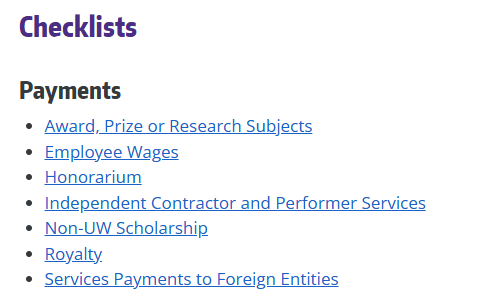 Checklists
Payments
Award, Prize or Research Subjects
Employee Wages
Honorarium
Independent Contractor and Performer Services
Non-UW Scholarship
Royalty
Services Payments to Foreign Entities